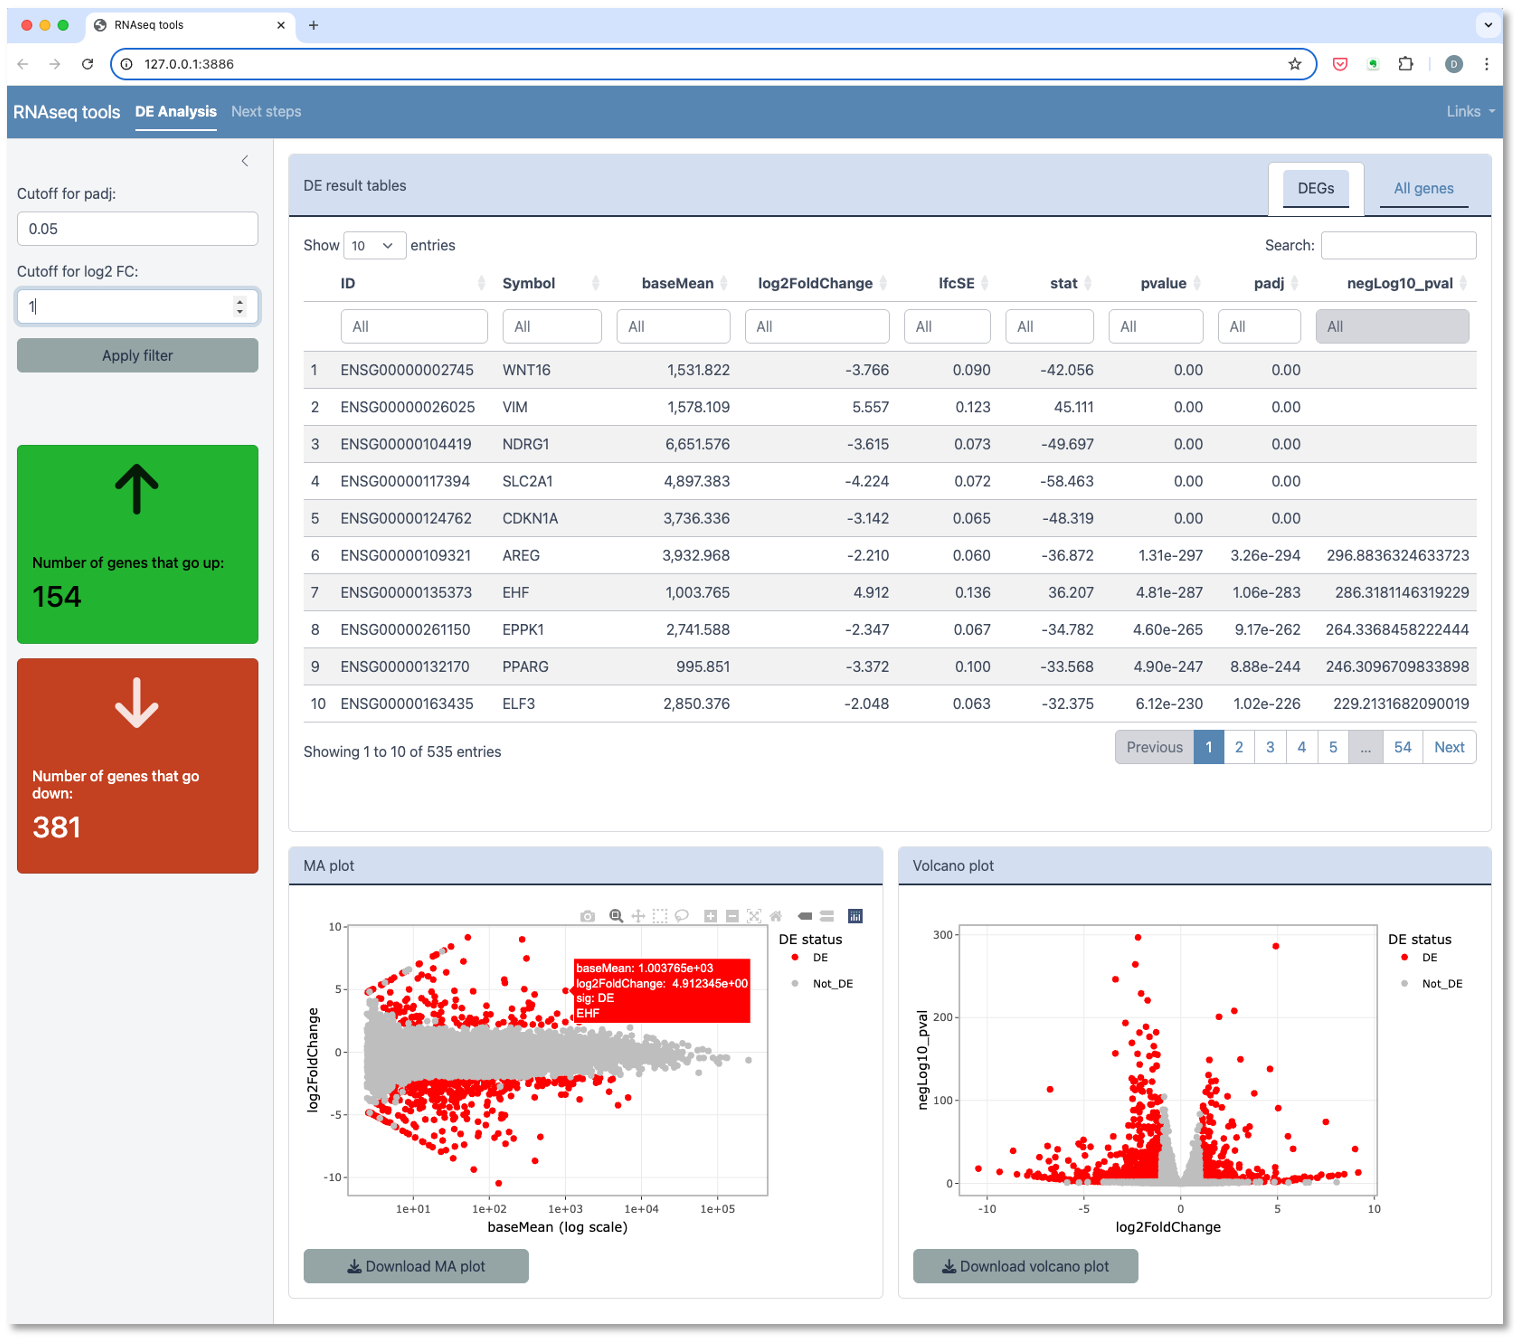 RNAseq tools
127.0.0.1:3886
D
RNAseq tools DE Analysis Next steps Links
Cutoff for padj:
0.05
Cutoff for log2 FC:
1
Apply filter
Number of genes that go up:
154
Number of genes that go
down:
381
DE result tables DEGs All genes
Show 10 entries Search:
ID Symbol baseMean log2FoldChange lfcSE stat pvalue padj negLog10_pval
All All All All All All All All All
1 ENSG00000002745 WNT16 1,531.822 -3.766 0.090 -42.056 0.00 0.00
2 ENSG00000026025 VIM 1,578.109 5.557 0.123 45.111 0.00 0.00
3 ENSG00000104419 NDRG1 6,651.576 -3.615 0.073 -49.697 0.00 0.00
4 ENSG00000117394 SLC2A1 4,897.383 -4.224 0.072 -58.463 0.00 0.00
5 ENSG00000124762 CDKN1A 3,736.336 -3.142 0.065 -48.319 0.00 0.00
6 ENSG00000109321 AREG 3,932.968 -2.210 0.060 -36.872 1.31e-297 3.26e-294 296.8836324633723
7 ENSG00000135373 EHF 1,003.765 4.912 0.136 36.207 4.81e-287 1.06e-283 286.3181146319229
8 ENSG00000261150 EPPK1 2,741.588 -2.347 0.067 -34.782 4.60e-265 9.17e-262 264.3368458222444
9 ENSG00000132170 PPARG 995.851 -3.372 0.100 -33.568 4.90e-247 8.88e-244 246.3096709833898
10 ENSG00000163435 ELF3 2,850.376 -2.048 0.063 -32.375 6.12e-230 1.02e-226 229.2131682090019
Showing 1 to 10 of 535 entries Previous 1 2 3 4 5 ... 54 Next
MA plot
10
5
0
-5
-10
log2FoldChange
1e+01 1e+02 1e+03 1e+04 1e+05
baseMean (log scale)
baseMean: 1.003765e+03
log2FoldChange: 4.912345e+00
sig: DE
EHF
DE status
DE
Not_DE
Download MA plot
Volcano plot
300
200
100
0
negLog10_pval
-10 -5 0 5 10
log2FoldChange
DE status
DE
Not_DE
Download volcano plot